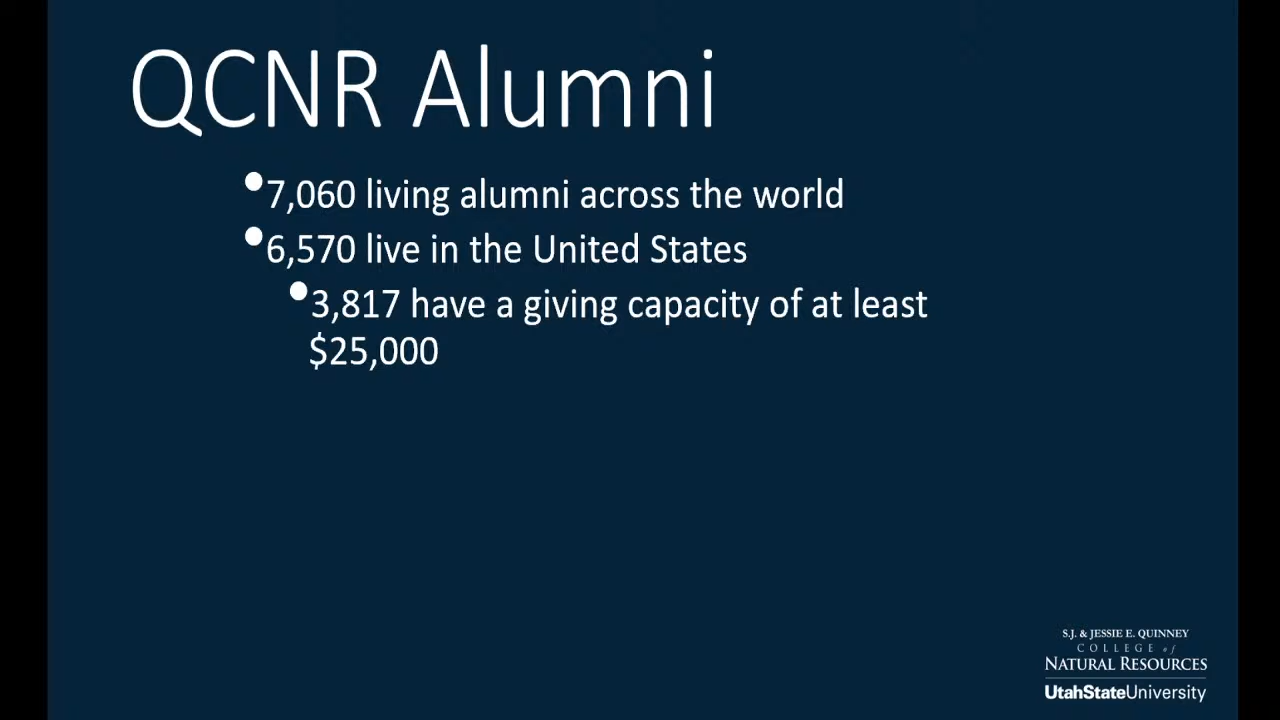 QCNR Alumni
•7,060 living alumni across the world
•6,570 live in the United States
•3,817 have a giving capacity of at least
$25,000
S.J. & JESSIE E. QUINNEY
COLLEGE of
NATURAL RESOURCES
UtahStateUniversity